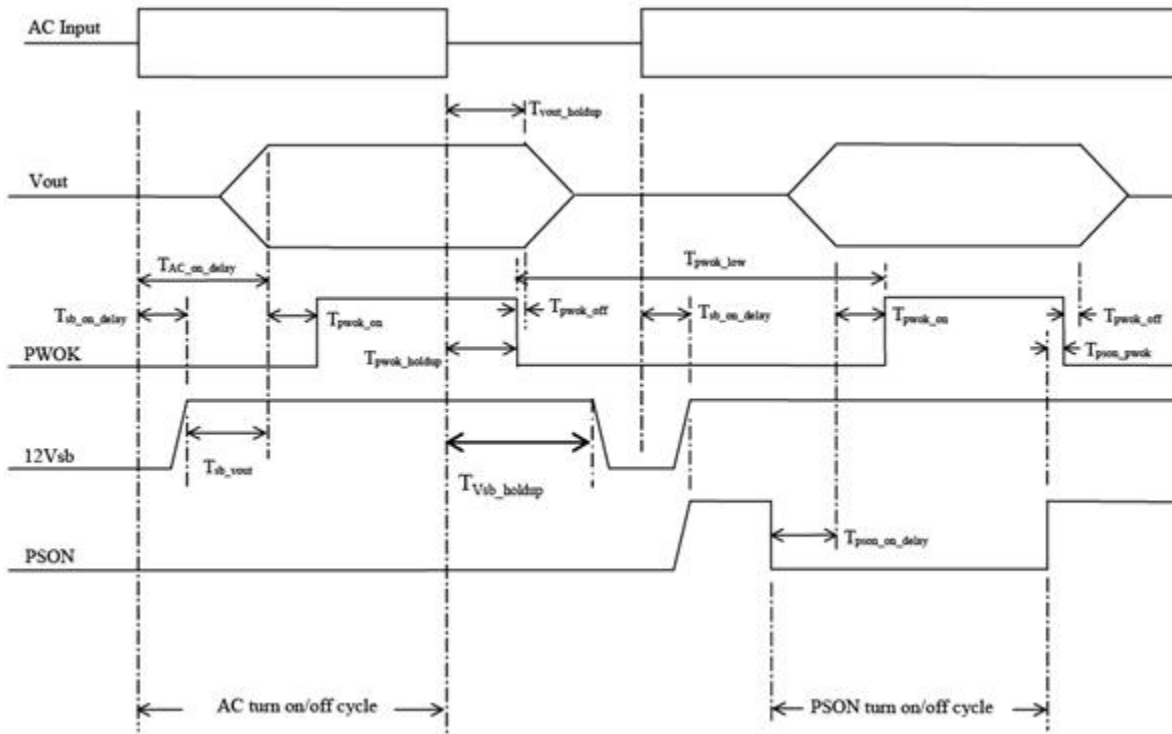 AC Input
Tvout_holdup
Vout
TAC_on_delay
Tpwok_low
Tsb_on_delay
Tpwok_on
Tpwok_off
Tsb_on_delay
Tpwok_on
Tpwok_off
PWOK
Tpwok_holdup
Tpson_pwok
12Vsb
Tsb_vout
TVsb_holdup
PSON
Tpson_on_delay
AC turn on/off cycle
PSON turn on/off cycle